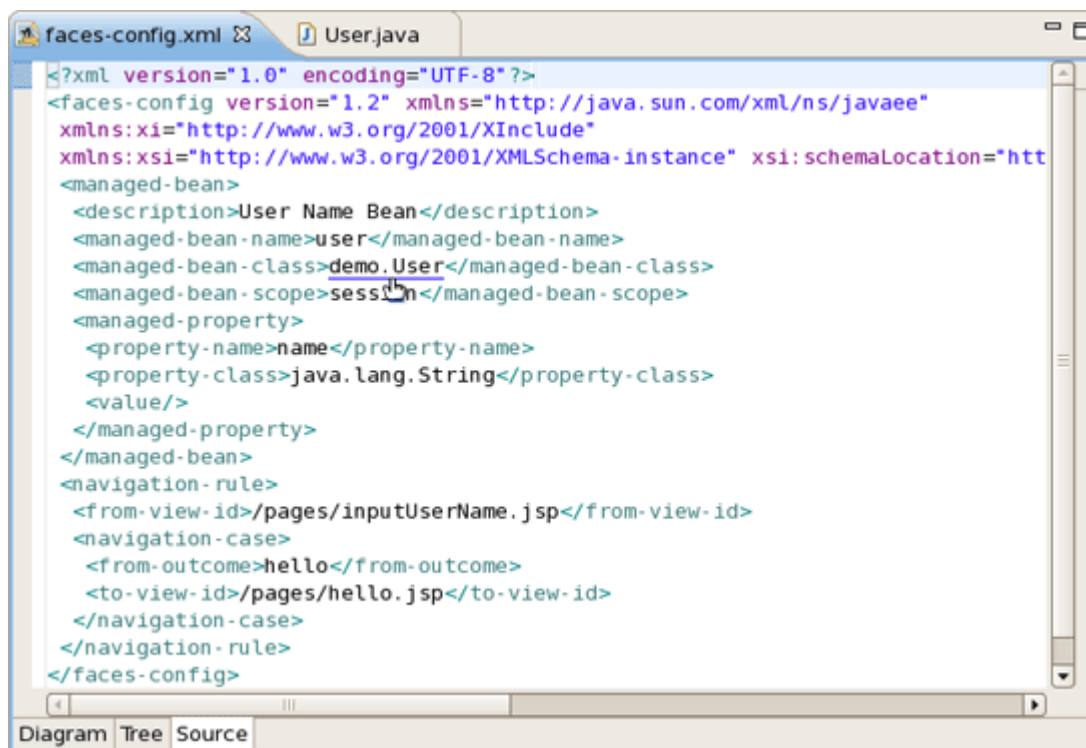 faces-config.xml User.java
<?xml version="1.0" encoding="UTF-8"?>
<faces-config version="1.2" xmlns="http://java.sun.com/xml/ns/javaee"
xmlns:xi="http://www.w3.org/2001/XInclude"
xmlns:xsi="http://www.w3.org/2001/XMLSchema-instance" xsi:schemaLocation="htt
<managed-bean>
<description>User Name Bean</description>
<managed-bean-name>user</managed-bean-name>
<managed-bean-class>demo.User</managed-bean-class>
<managed-bean-scope>session</managed-bean-scope>
<managed-property>
<property-name>name</property-name>
<property-class>java.lang.String</property-class>
<value/>
</managed-property>
</managed-bean>
<navigation-rule>
<from-view-id>/pages/inputUserName.jsp</from-view-id>
<navigation-case>
<from-outcome>hello</from-outcome>
<to-view-id>/pages/hello.jsp</to-view-id>
</navigation-case>
</navigation-rule>
</faces-config>
Diagram Tree Source